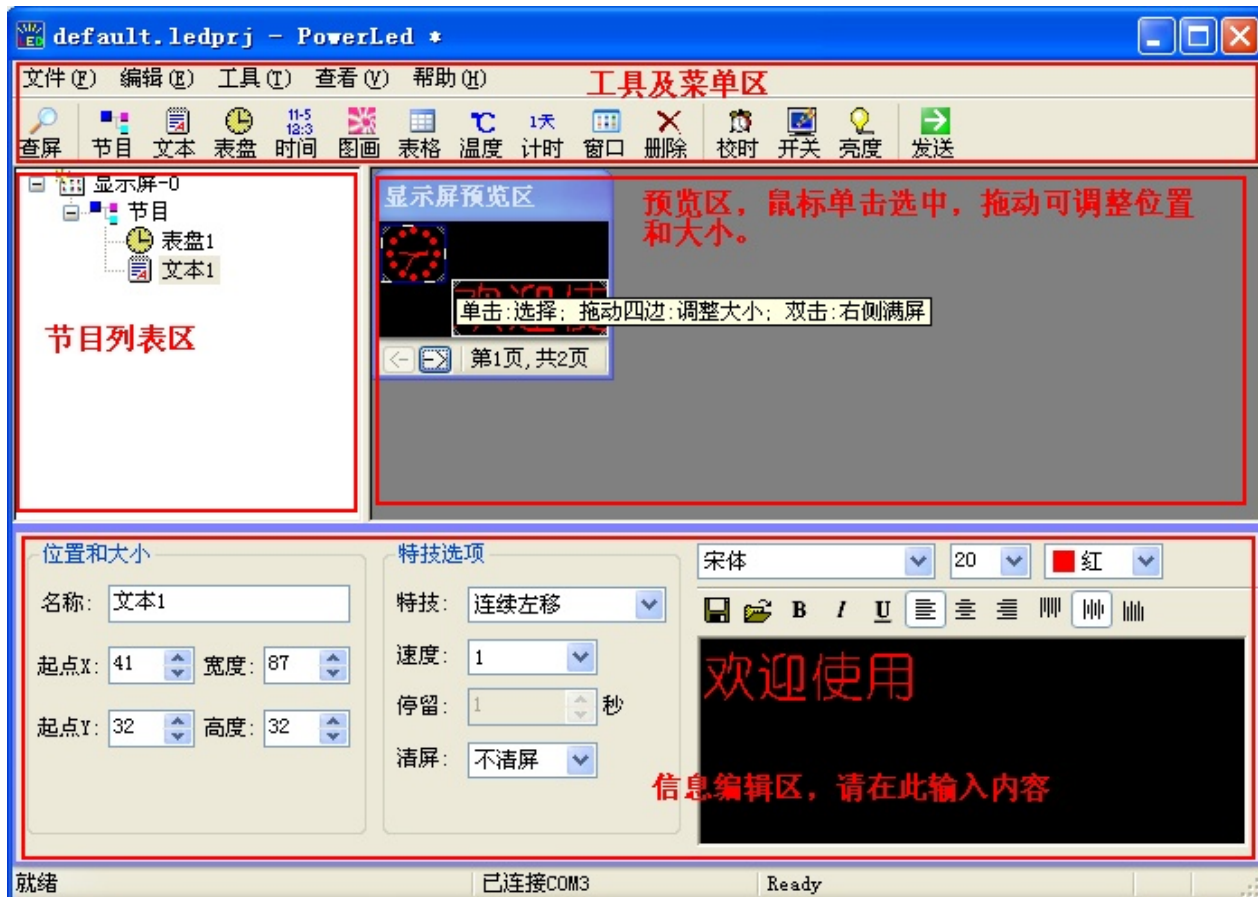 default.ledprj - PowerLed *
文件(F) 编辑(E) 工具(T) 查看(V) 帮助(H)
工具及菜单区
11-5
12:3
℃
1天
查屏 节目 文本 表盘 时间 图画 表格 温度 计时 窗口 删除 校时 开关 亮度 发送
显示屏-0
节目
表盘1
文本1
节目列表区
显示屏预览区
预览区，鼠标单击选中，拖动可调整位置
和大小。
欢迎使
单击:选择; 拖动四边:调整大小; 双击:右侧满屏
第1页,共2页
位置和大小
名称: 文本1
起点X: 41 宽度: 87
起点Y: 32 高度: 32
特技选项
特技: 连续左移
速度: 1
停留: 1 秒
清屏: 不清屏
宋体 20 红
B I U
欢迎使用
信息编辑区，请在此输入内容
就绪 已连接COM3 Ready